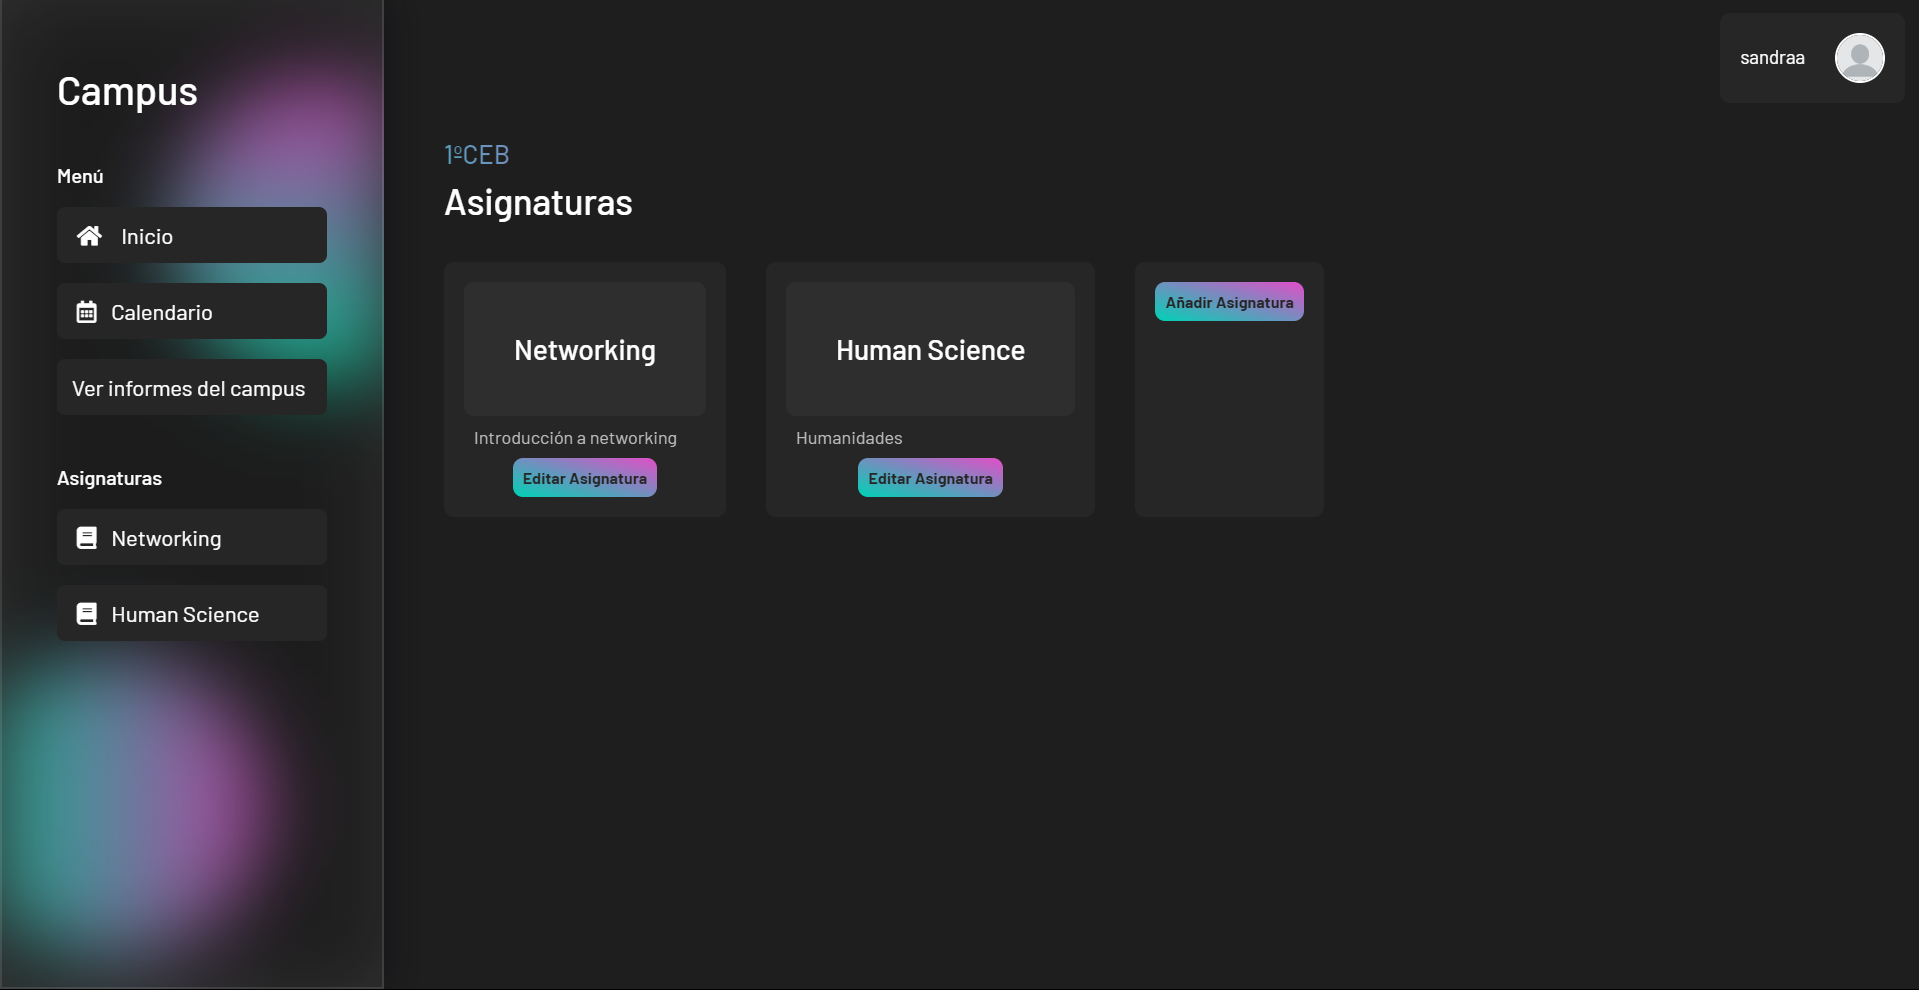 Campus
Menú
Inicio
Calendario
Ver informes del campus
Asignaturas
Networking
Human Science
sandraa
1ºCEB
Asignaturas
Networking
Introducción a networking
Editar Asignatura
Human Science
Humanidades
Editar Asignatura
Añadir Asignatura